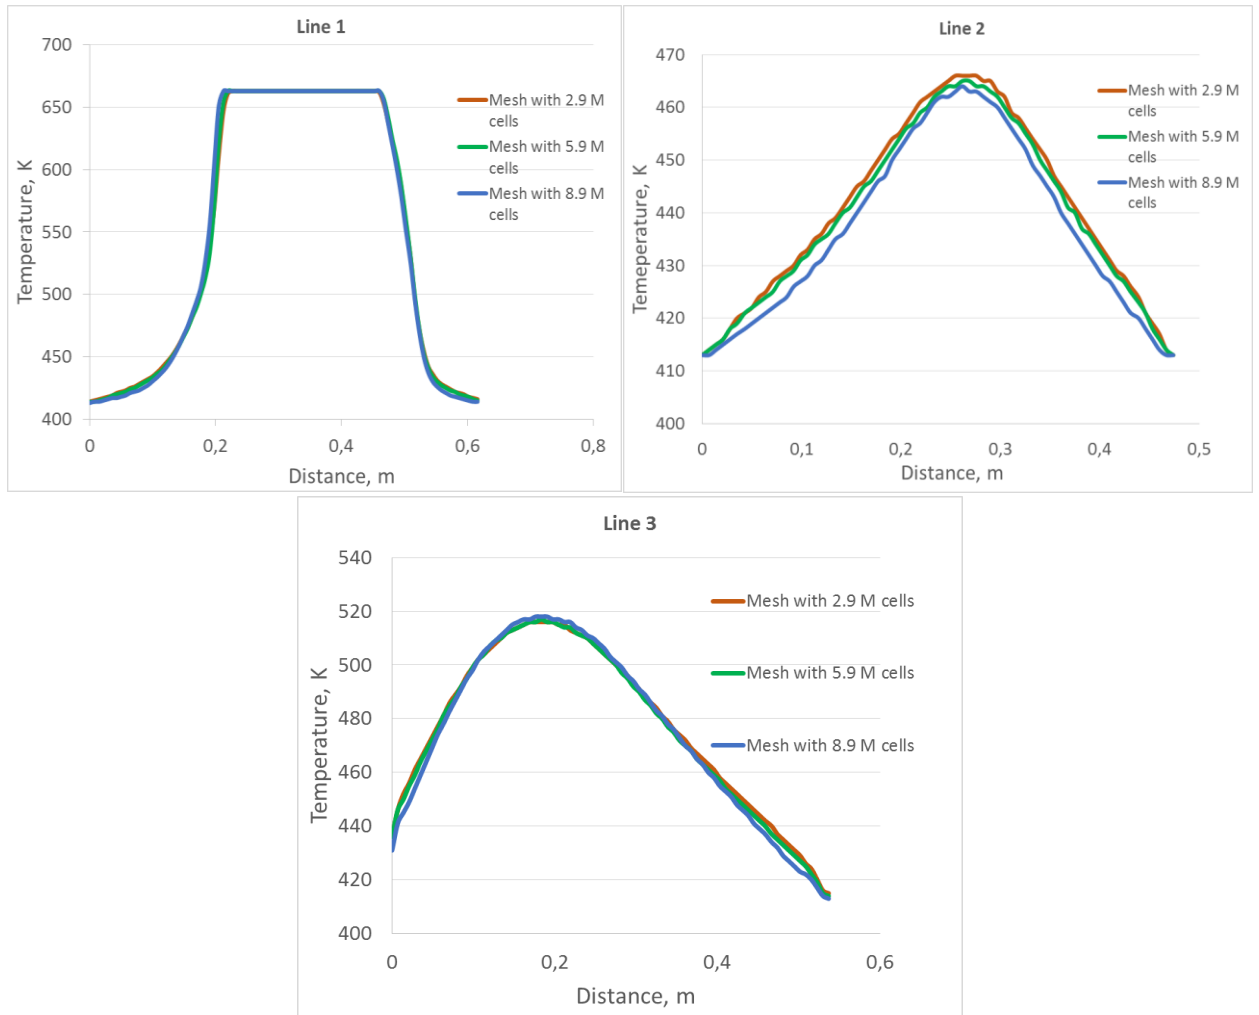 Line 1
700
650
600
550
500
450
400
Temperature, K
0
0,2
0,4
0,6
0,8
Distance, m
Mesh with 2.9 M
cells
Mesh with 5.9 M
cells
Mesh with 8.9 M
cells
Line 2
470
460
450
440
430
420
410
400
Temeperature, K
0
0,1
0,2
0,3
0,4
0,5
Distance, m
Mesh with 2.9 M
cells
Mesh with 5.9 M
cells
Mesh with 8.9 M
cells
Line 3
540
520
500
480
460
440
420
400
Temperature, K
0
0,2
0,4
0,6
Distance, m
Mesh with 2.9 M cells
Mesh with 5.9 M cells
Mesh with 8.9 M cells